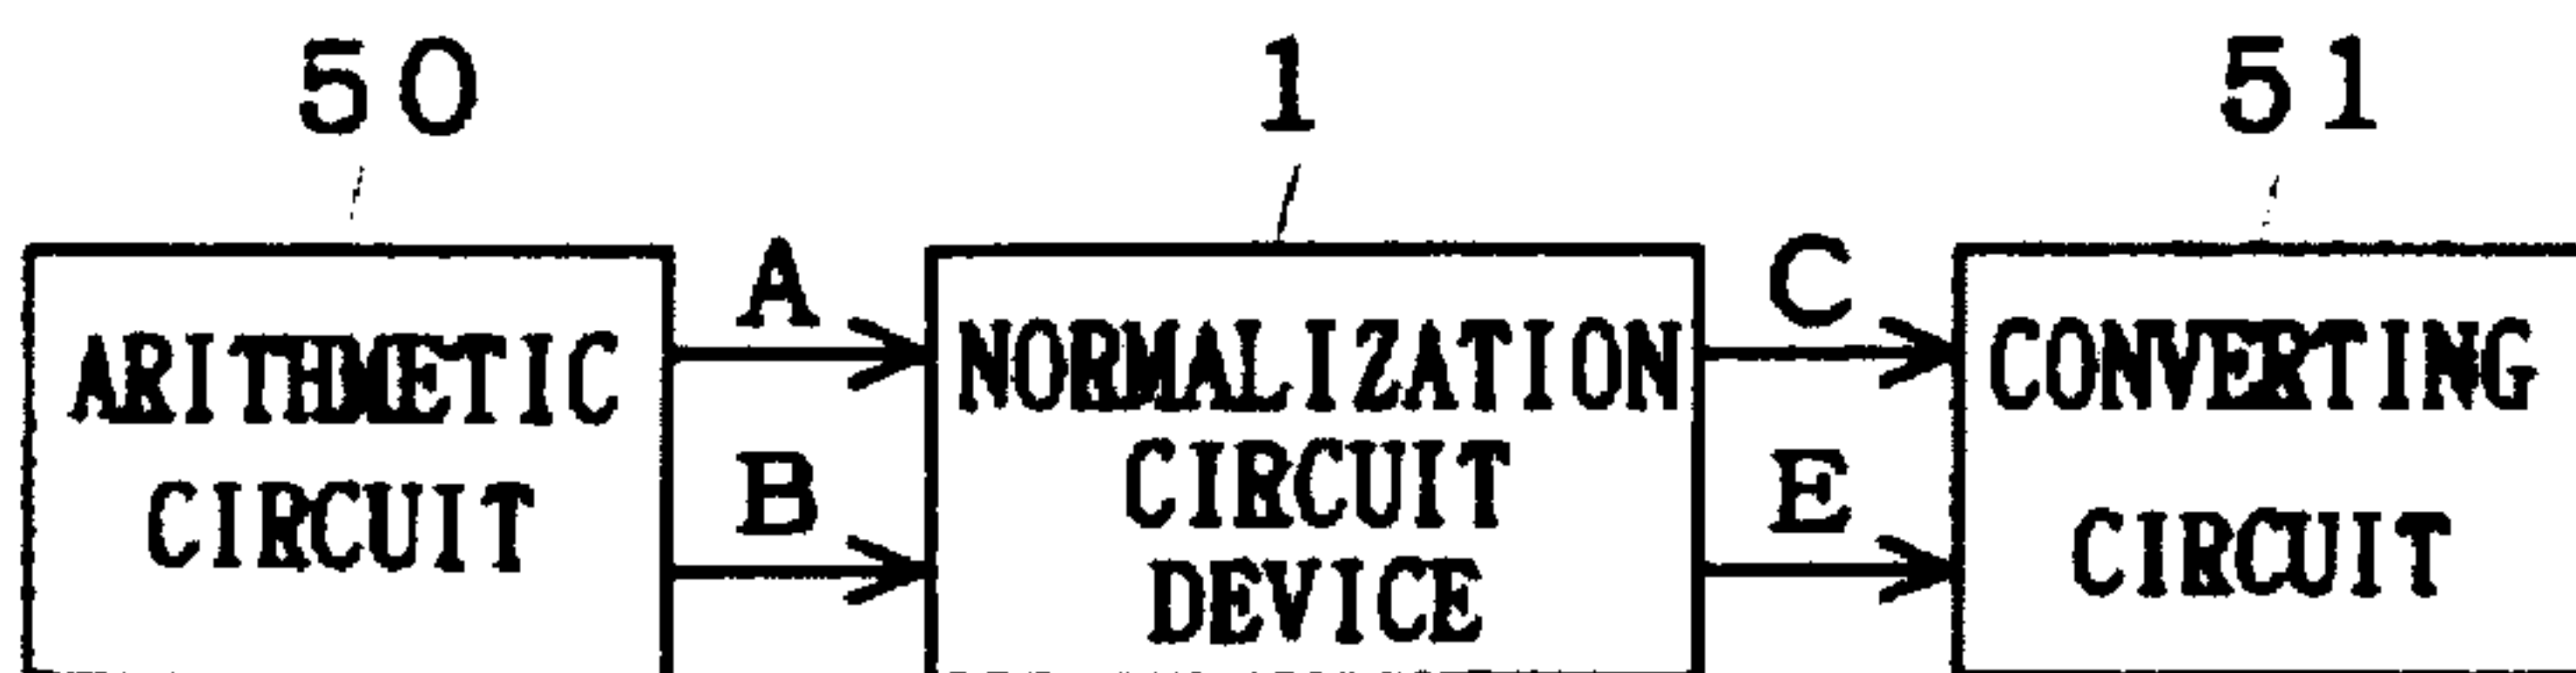 50 1 51
A C
ARITHMETIC NORMALIZATION CONVERTING
B CIRCUIT E
CIRCUIT DEVICE CIRCUIT